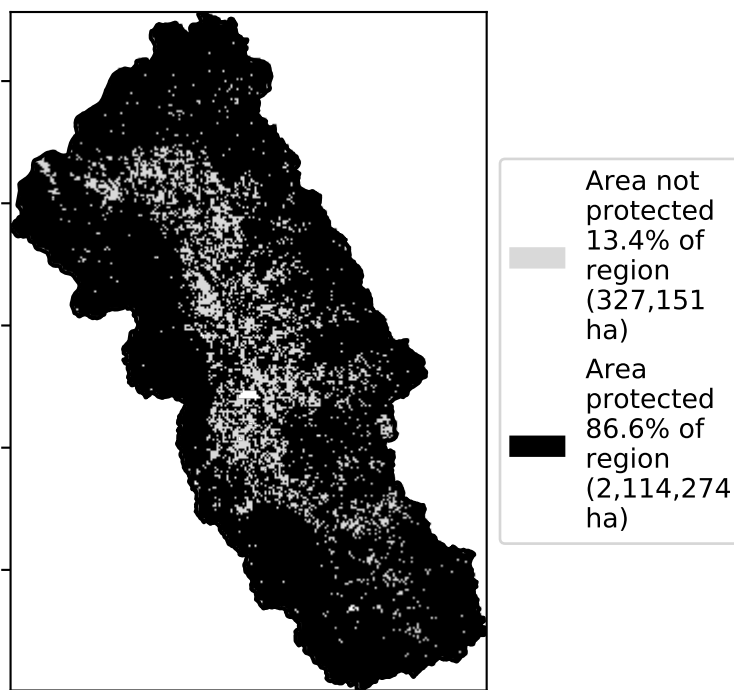 Area not
protected
13.4% of
region
(327,151
ha)
Area
protected
86.6% of
region
(2,114,274
ha)